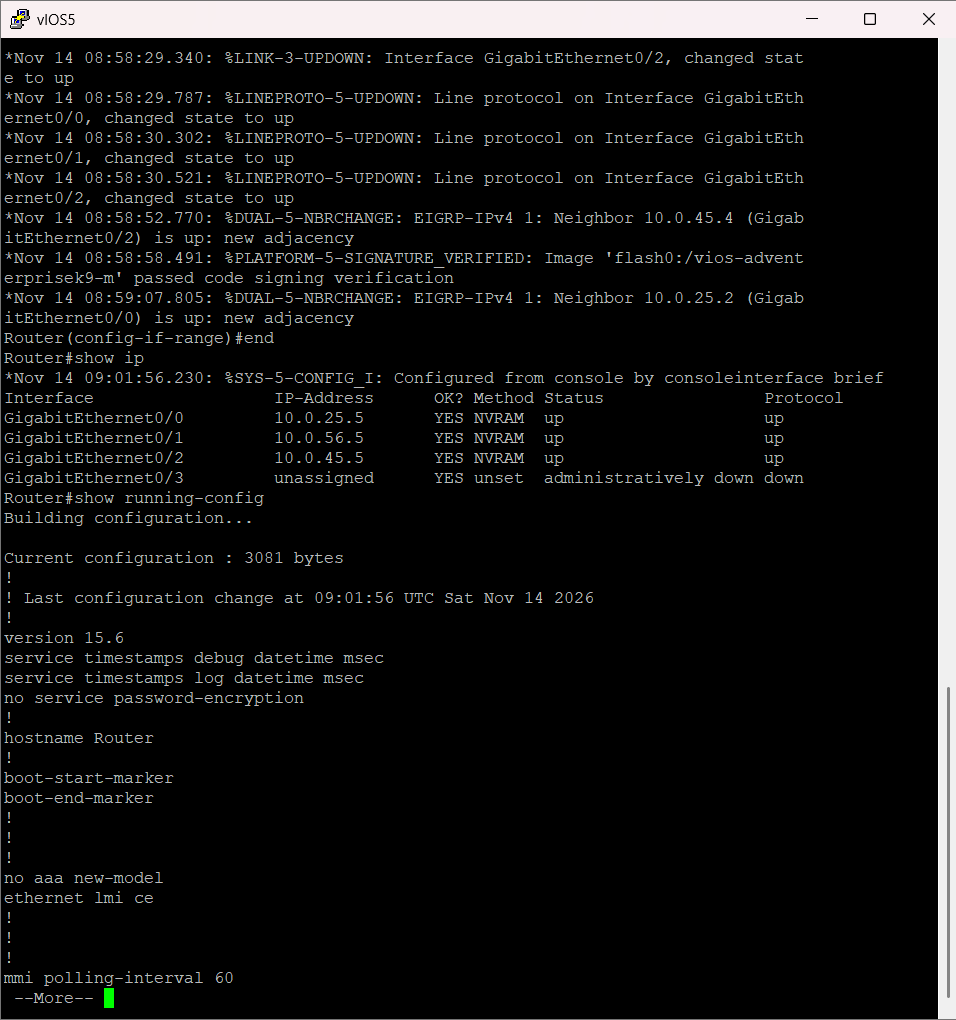 vIOS5
*Nov 14 08:58:29.340: %LINK-3-UPDOWN: Interface GigabitEthernet0/2, changed stat
e to up
*Nov 14 08:58:29.787: %LINEPROTO-5-UPDOWN: Line protocol on Interface GigabitEth
ernet0/0, changed state to up
*Nov 14 08:58:30.302: %LINEPROTO-5-UPDOWN: Line protocol on Interface GigabitEth
ernet0/1, changed state to up
*Nov 14 08:58:30.521: %LINEPROTO-5-UPDOWN: Line protocol on Interface GigabitEth
ernet0/2, changed state to up
*Nov 14 08:58:52.770: %DUAL-5-NBRCHANGE: EIGRP-IPv4 1: Neighbor 10.0.45.4 (Gigab
itEthernet0/2) is up: new adjacency
*Nov 14 08:58:58.491: %PLATFORM-5-SIGNATURE_VERIFIED: Image 'flash0:/vios-advent
erprisek9-m' passed code signing verification
*Nov 14 08:59:07.805: %DUAL-5-NBRCHANGE: EIGRP-IPv4 1: Neighbor 10.0.25.2 (Gigab
itEthernet0/0) is up: new adjacency
Router(config-if-range)#end
Router#show ip
*Nov 14 09:01:56.230: %SYS-5-CONFIG_I: Configured from console by consoleinterface brief
Interface                  IP-Address      OK? Method Status                Protocol
GigabitEthernet0/0         10.0.25.5       YES NVRAM  up                    up
GigabitEthernet0/1         10.0.56.5       YES NVRAM  up                    up
GigabitEthernet0/2         10.0.45.5       YES NVRAM  up                    up
GigabitEthernet0/3         unassigned      YES unset  administratively down down
Router#show running-config
Building configuration...
Current configuration : 3081 bytes
!
! Last configuration change at 09:01:56 UTC Sat Nov 14 2026
!
version 15.6
service timestamps debug datetime msec
service timestamps log datetime msec
no service password-encryption
!
hostname Router
!
boot-start-marker
boot-end-marker
!
!
!
no aaa new-model
ethernet lmi ce
!
!
!
mmi polling-interval 60
--More--